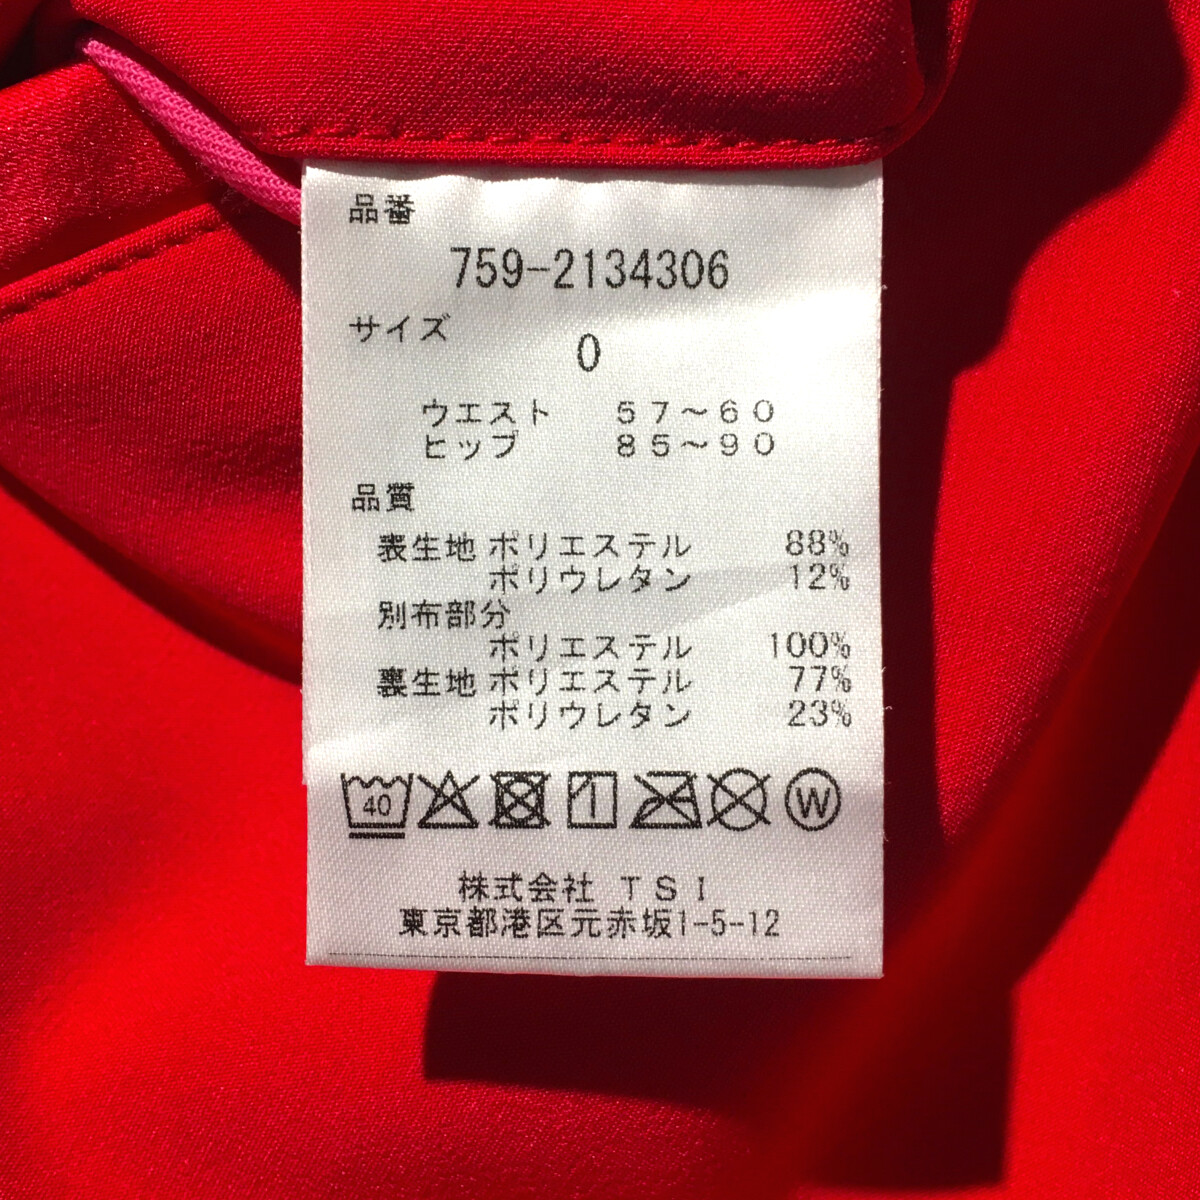 品番
759-2134306
サイズ
0
ウエスト 57～60
ヒップ 85～90
品質
表生地 ポリエステル 88%
ポリウレタン 12%
別布部分
ポリエステル 100%
裏生地 ポリエステル 77%
ポリウレタン 23%
40 W
株式会社 TSI
東京都港区元赤坂1-5-12